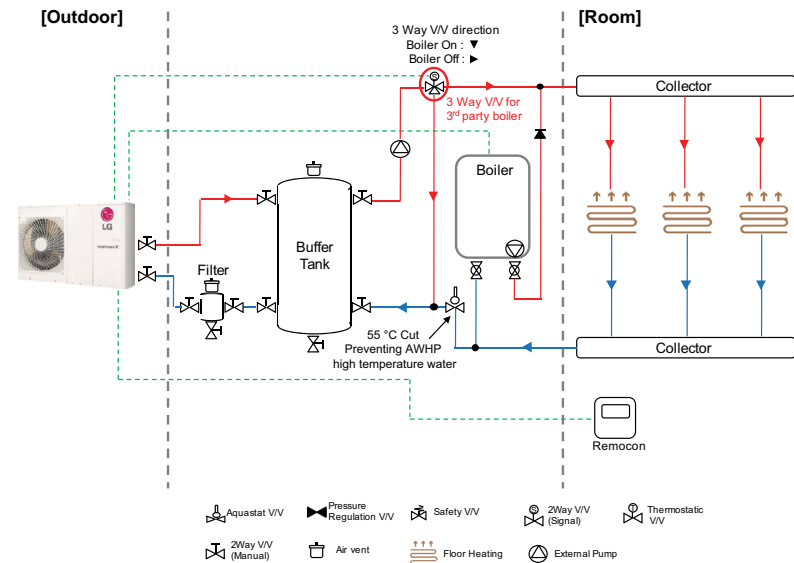 [Outdoor]
3 Way V/V direction
Boiler On : ▼
Boiler Off : ►
[Room]
S
3 Way V/V for
3rd party boiler
Collector
Boiler
LG
Buffer
Tank
Filter
55 °C Cut
Preventing AWHP
high temperature water
Collector
Remocon
Aquastat V/V
Pressure
Regulation V/V
Safety V/V
S
2Way V/V
(Signal)
T
Thermostatic
V/V
2Way V/V
(Manual)
Air vent
Floor Heating
External Pump